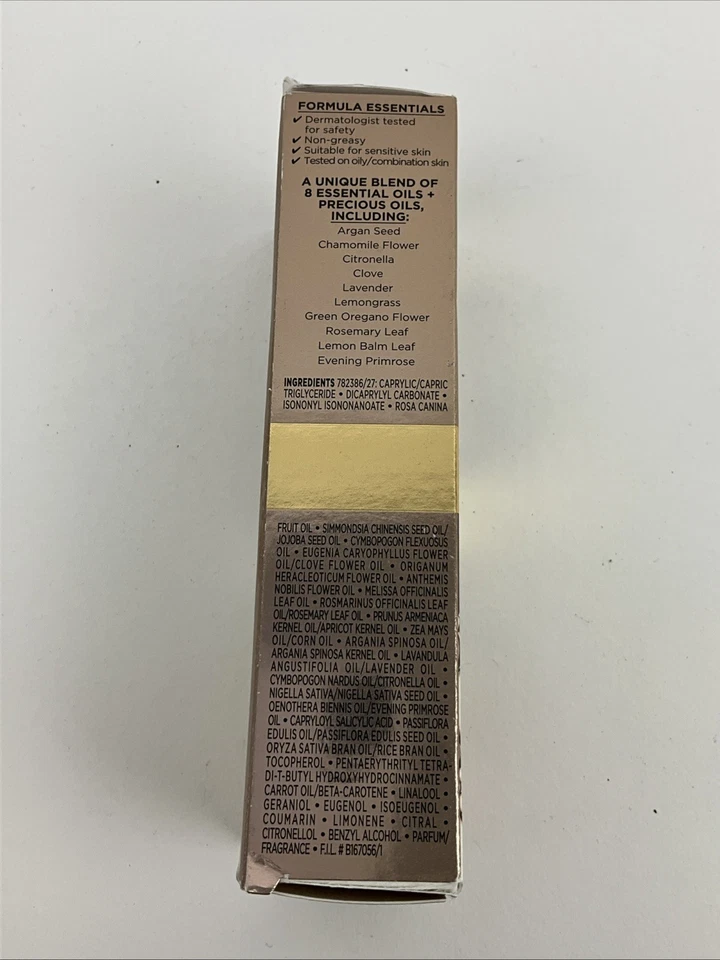 FORMULA ESSENTIALS
✔ Dermatologist tested
for safety
✔ Non-greasy
✔ Suitable for sensitive skin
✔ Tested on oily/combination skin
A UNIQUE BLEND OF
8 ESSENTIAL OILS +
PRECIOUS OILS,
INCLUDING:
Argan Seed
Chamomile Flower
Citronella
Clove
Lavender
Lemongrass
Green Oregano Flower
Rosemary Leaf
Lemon Balm Leaf
Evening Primrose
INGREDIENTS 782386/27: CAPRYLIC/CAPRIC
TRIGLYCERIDE • DICAPRYLYL CARBONATE •
ISONONYL ISONONANOATE • ROSA CANINA
FRUIT OIL • SIMMONDSIA CHINENSIS SEED OIL/
JOJOBA SEED OIL • CYMBOPOGON FLEXUOSUS
OIL • EUGENIA CARYOPHYLLUS FLOWER
OIL/CLOVE FLOWER OIL • ORIGANUM
HERACLEOTICUM FLOWER OIL • ANTHEMIS
NOBILIS FLOWER OIL • MELISSA OFFICINALIS
LEAF OIL • ROSMARINUS OFFICINALIS LEAF
OIL/ROSEMARY LEAF OIL • PRUNUS ARMENIACA
KERNEL OIL/APRICOT KERNEL OIL • ZEA MAYS
OIL/CORN OIL • ARGANIA SPINOSA OIL/
ARGANIA SPINOSA KERNEL OIL • LAVANDULA
ANGUSTIFOLIA OIL/LAVENDER OIL •
CYMBOPOGON NARDUS OIL/CITRONELLA OIL •
NIGELLA SATIVA/NIGELLA SATIVA SEED OIL •
OENOTHERA BIENNIS OIL/EVENING PRIMROSE
OIL • CAPRYLOYL SALICYLIC ACID • PASSIFLORA
EDULIS OIL/PASSIFLORA EDULIS SEED OIL •
ORYZA SATIVA BRAN OIL/RICE BRAN OIL •
TOCOPHEROL • PENTAERYTHRITYL TETRA-
DI-T-BUTYL HYDROXYHYDROCINNAMATE •
CARROT OIL/BETA-CAROTENE • LINALOOL •
GERANIOL • EUGENOL • ISOEUGENOL •
COUMARIN • LIMONENE • CITRAL •
CITRONELLOL • BENZYL ALCOHOL • PARFUM/
FRAGRANCE • F.I.L. # B167056/1